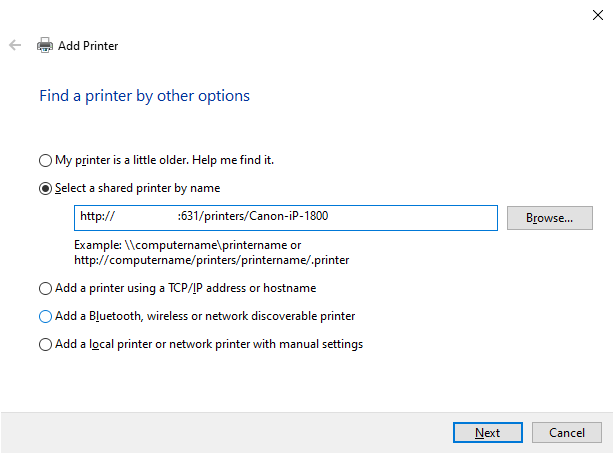 Add Printer
Find a printer by other options
My printer is a little older. Help me find it.
Select a shared printer by name
http://                    :631/printers/Canon-iP-1800
Browse...
Example: \\computername\printername or
http://computername/printers/printername/.printer
Add a printer using a TCP/IP address or hostname
Add a Bluetooth, wireless or network discoverable printer
Add a local printer or network printer with manual settings
Next
Cancel